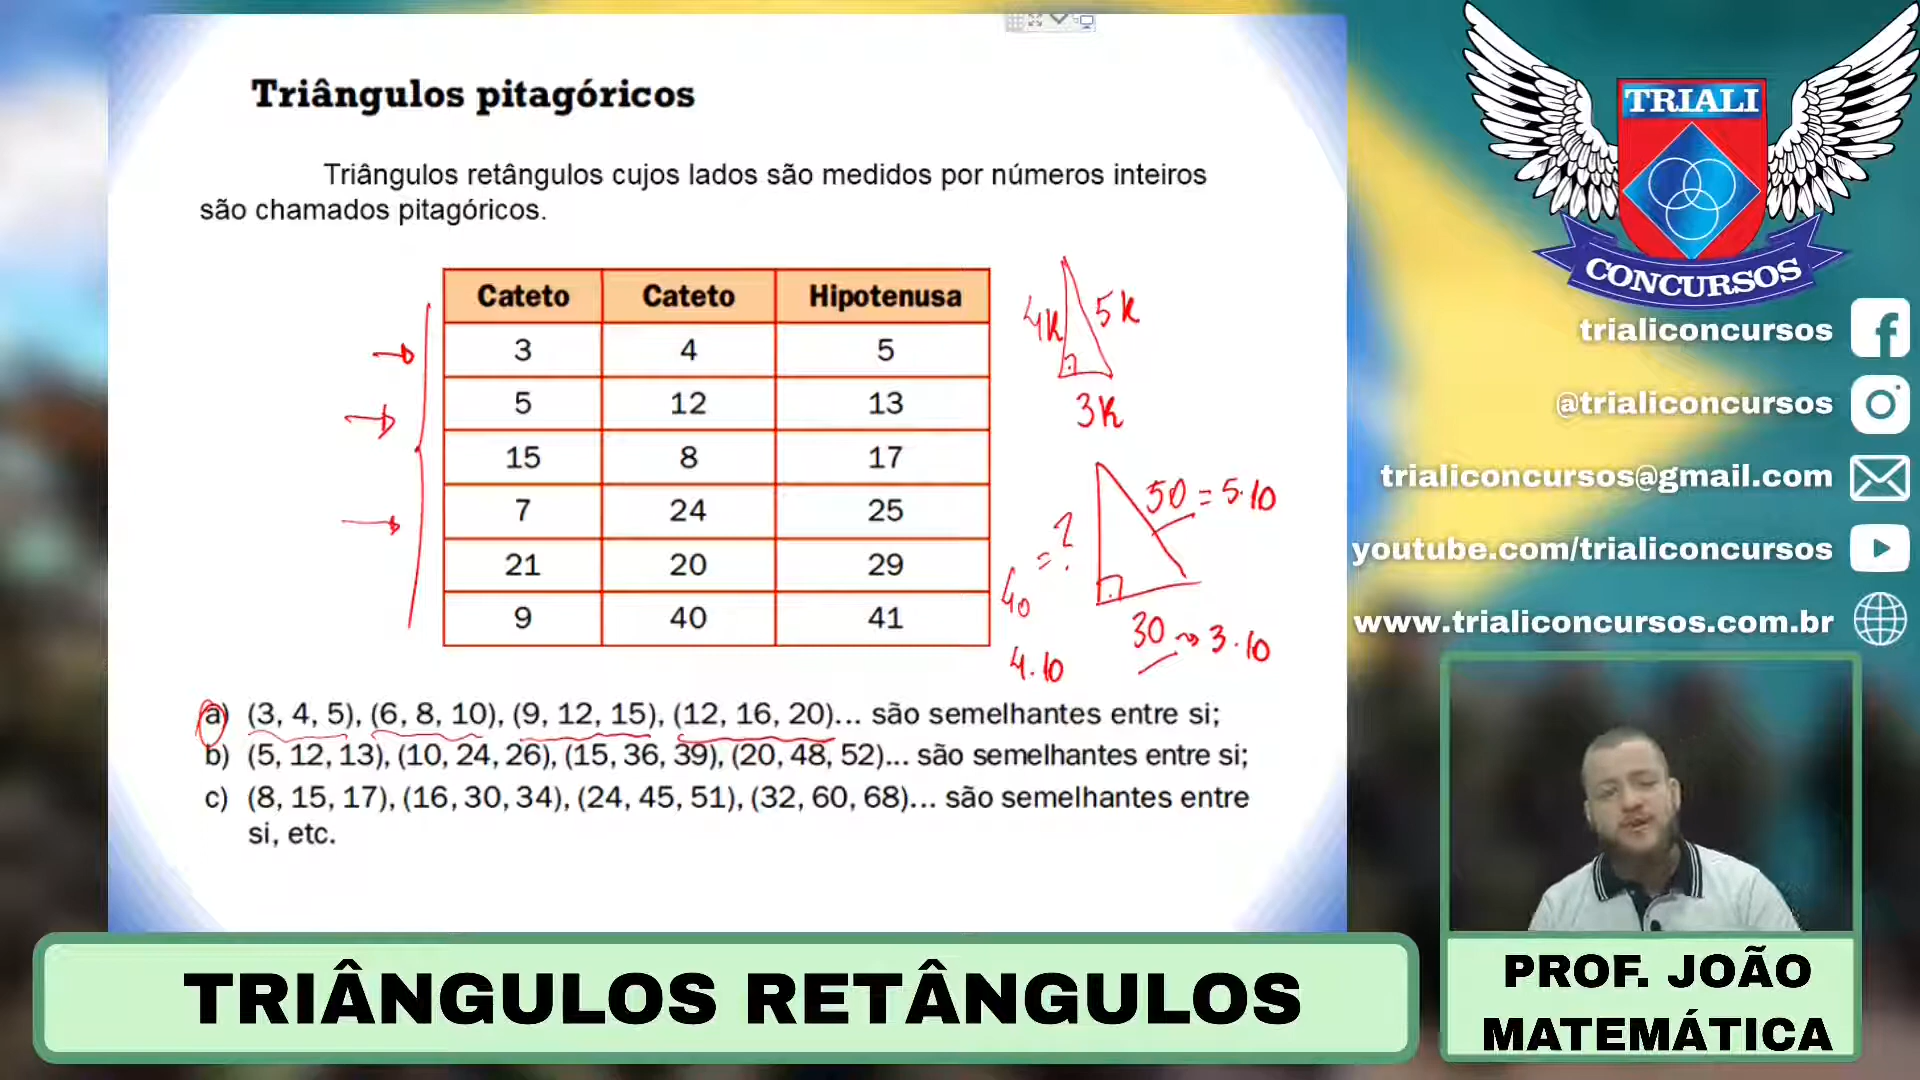 Triângulos pitagóricos
Triângulos retângulos cujos lados são medidos por números inteiros
são chamados pitagóricos.
Cateto Cateto Hipotenusa
3 4 5
5 12 13
15 8 17
7 24 25
21 20 29
9 40 41
4K 5K
3K
50 = 5.10
40 = ?
30 → 3.10
4.10
a) (3, 4, 5), (6, 8, 10), (9, 12, 15), (12, 16, 20)... são semelhantes entre si;
b) (5, 12, 13), (10, 24, 26), (15, 36, 39), (20, 48, 52)... são semelhantes entre si;
c) (8, 15, 17), (16, 30, 34), (24, 45, 51), (32, 60, 68)... são semelhantes entre
si, etc.
TRIALI
CONCURSOS
trialiconcursos
@trialiconcursos
trialiconcursos@gmail.com
youtube.com/trialiconcursos
www.trialiconcursos.com.br
TRIÂNGULOS RETÂNGULOS
PROF. JOÃO
MATEMÁTICA